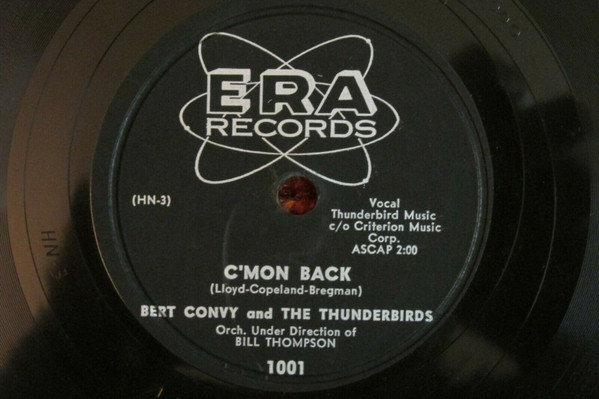 ERA
RECORDS
(HN-3)
Vocal
Thunderbird Music
c/o Criterion Music
Corp.
ASCAP 2:00
C'MON BACK
(Lloyd-Copeland-Bregman)
BERT CONVY and THE THUNDERBIRDS
Orch. Under Direction of
BILL THOMPSON
1001